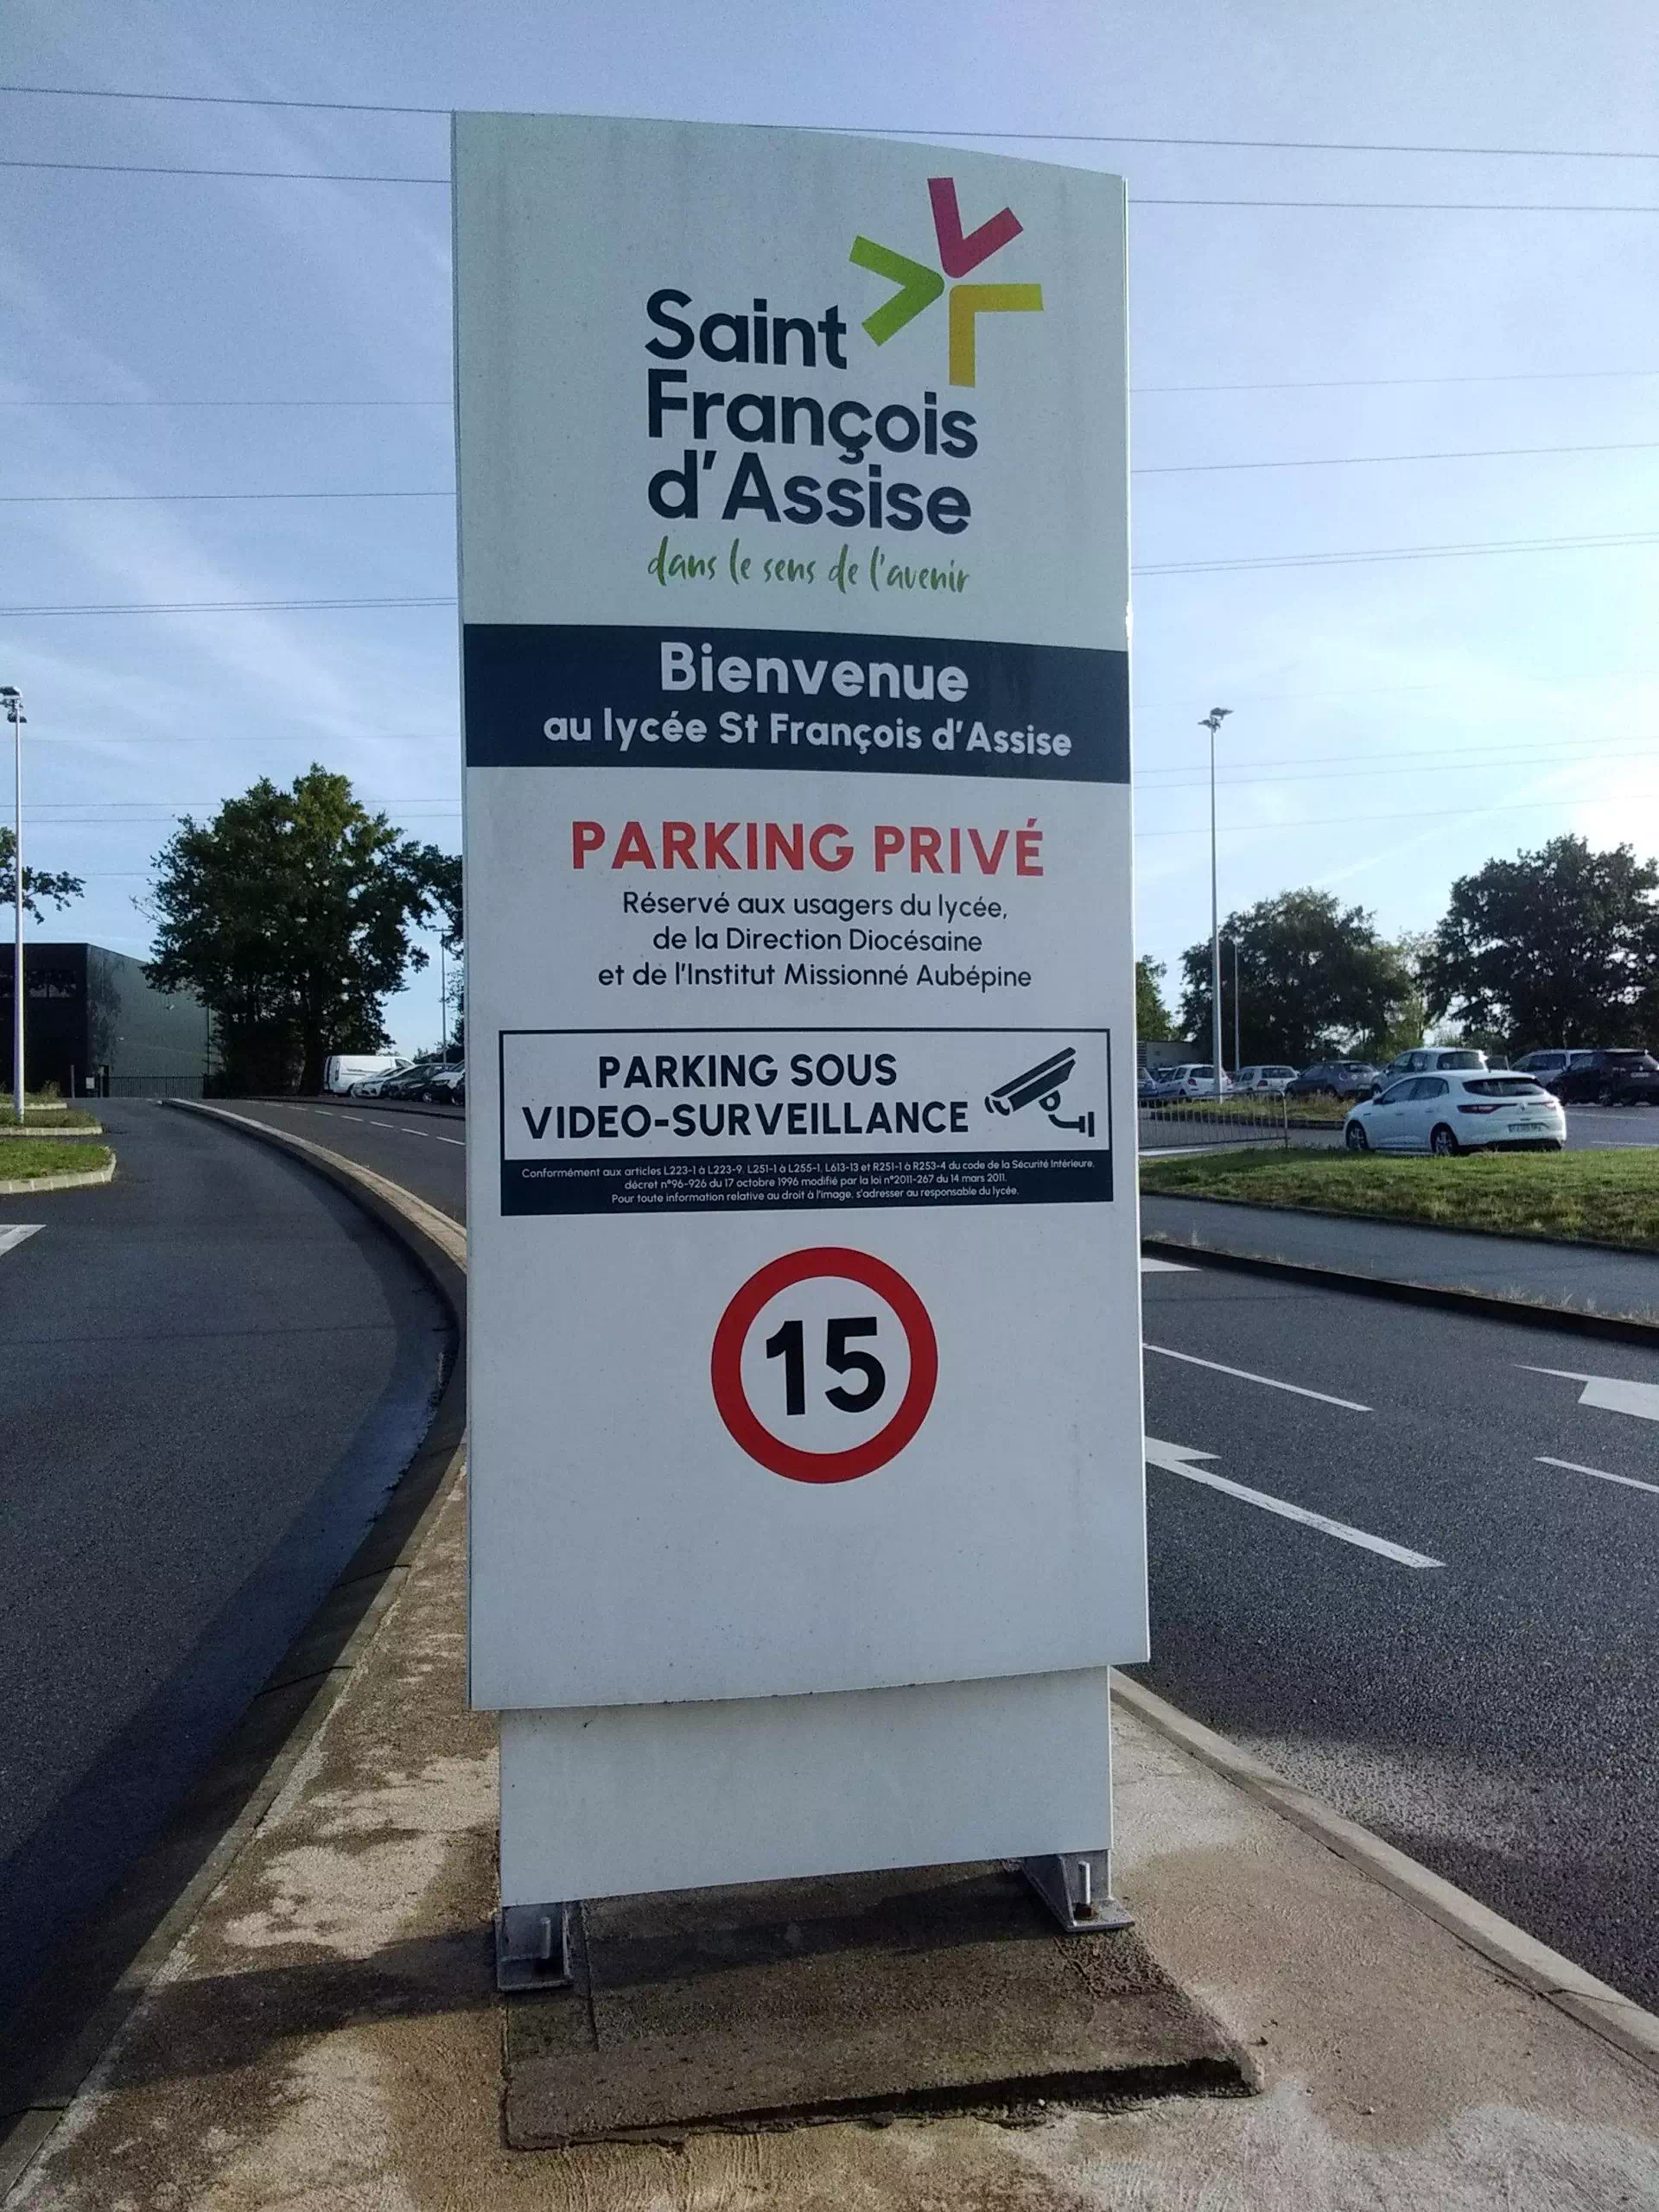 Saint
François
d'Assise
dans le sens de l'avenir
Bienvenue
au lycée St François d'Assise
PARKING PRIVÉ
Réservé aux usagers du lycée,
de la Direction Diocésaine
et de l'Institut Missionné Aubépine
PARKING SOUS
VIDEO-SURVEILLANCE
Conformément aux articles L223-1 à L223-9, L251-1 à L255-1, L613-13 et R251-1 à R253-4 du code de la Sécurité Intérieure,
décret n°96-926 du 17 octobre 1996 modifié par la loi n°2011-267 du 14 mars 2011.
Pour toute information relative au droit à l'image, s'adresser au responsable du lycée.
15